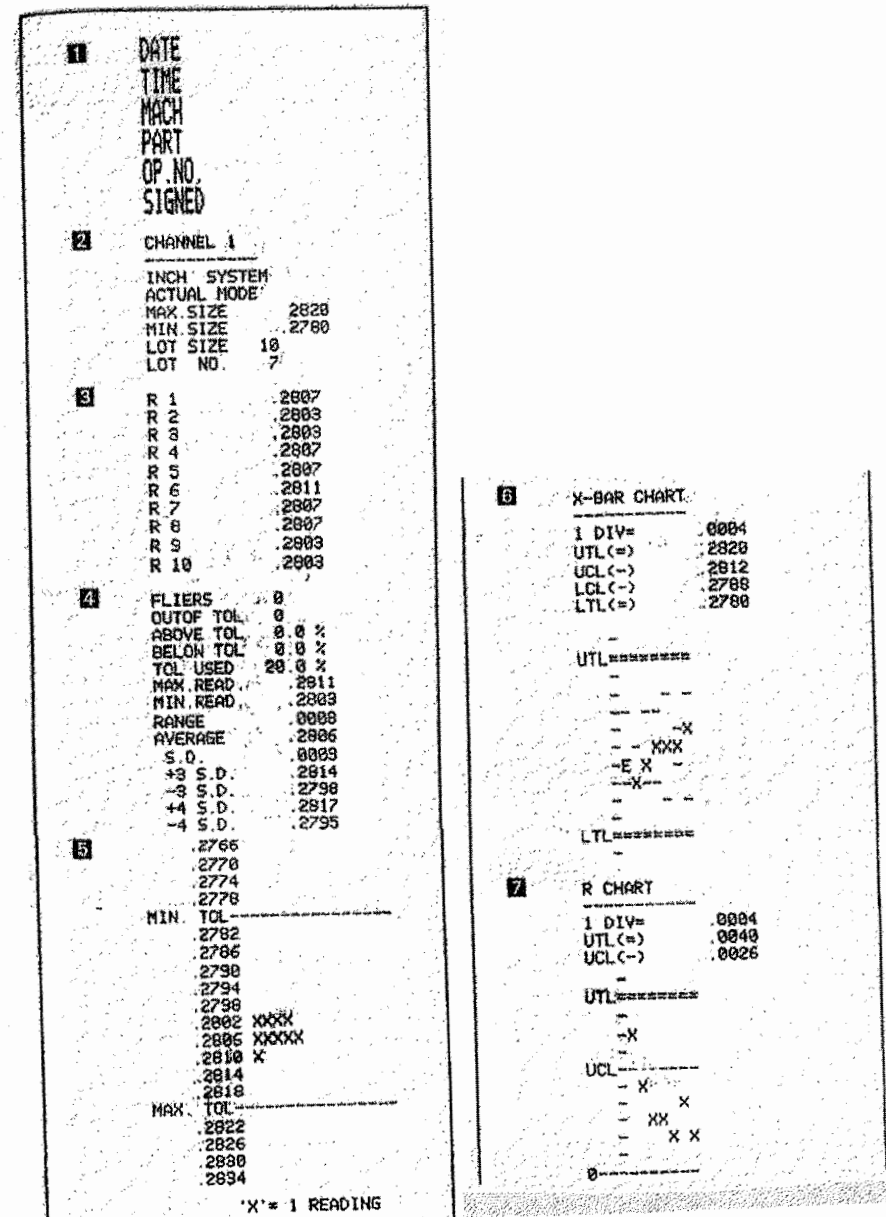 1 DATE
TIME
MACH
PART
OP.NO.
SIGNED
2 CHANNEL 1
INCH SYSTEM
ACTUAL MODE
MAX.SIZE .2820
MIN.SIZE .2780
LOT SIZE 10
LOT NO. 7
3 R 1 .2807
R 2 .2803
R 3 .2803
R 4 .2807
R 5 .2807
R 6 .2811
R 7 .2807
R 8 .2807
R 9 .2803
R 10 .2803
4 FLIERS 0
OUTOF TOL. 0
ABOVE TOL. 0.0 %
BELOW TOL. 0.0 %
TOL USED 20.0 %
MAX.READ. .2811
MIN.READ. .2803
RANGE .0008
AVERAGE .2806
S.D. .0003
+3 S.D. .2814
-3 S.D. .2798
+4 S.D. .2817
-4 S.D. .2795
5 .2766
.2770
.2774
.2778
MIN. TOL---------------
.2782
.2786
.2790
.2794
.2798
.2802 XXXX
.2806 XXXXX
.2810 X
.2814
.2818
MAX. TOL---------------
.2822
.2826
.2830
.2834
'X'= 1 READING
6 X-BAR CHART
1 DIV= .0004
UTL(=) .2820
UCL(-) .2812
LCL(-) .2788
LTL(=) .2780
UTL========
-X
- - XXX
-E X -
--X--
LTL========
7 R CHART
1 DIV= .0004
UTL(=) .0040
UCL(-) .0026
UTL========
-X
UCL--------
- X
- X
- XX
- X X
0-----------